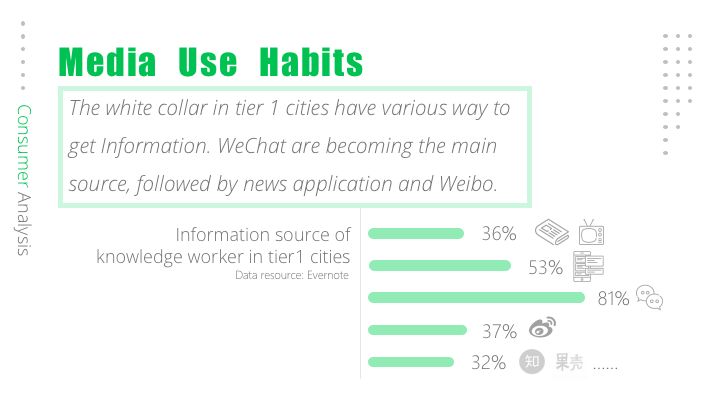 Media Use Habits
The white collar in tier 1 cities have various way to
get Information. WeChat are becoming the main
source, followed by news application and Weibo.
Consumer Analysis
Information source of
knowledge worker in tier1 cities
Data resource: Evernote
36%
53%
81%
37%
32% 知 果壳 ......